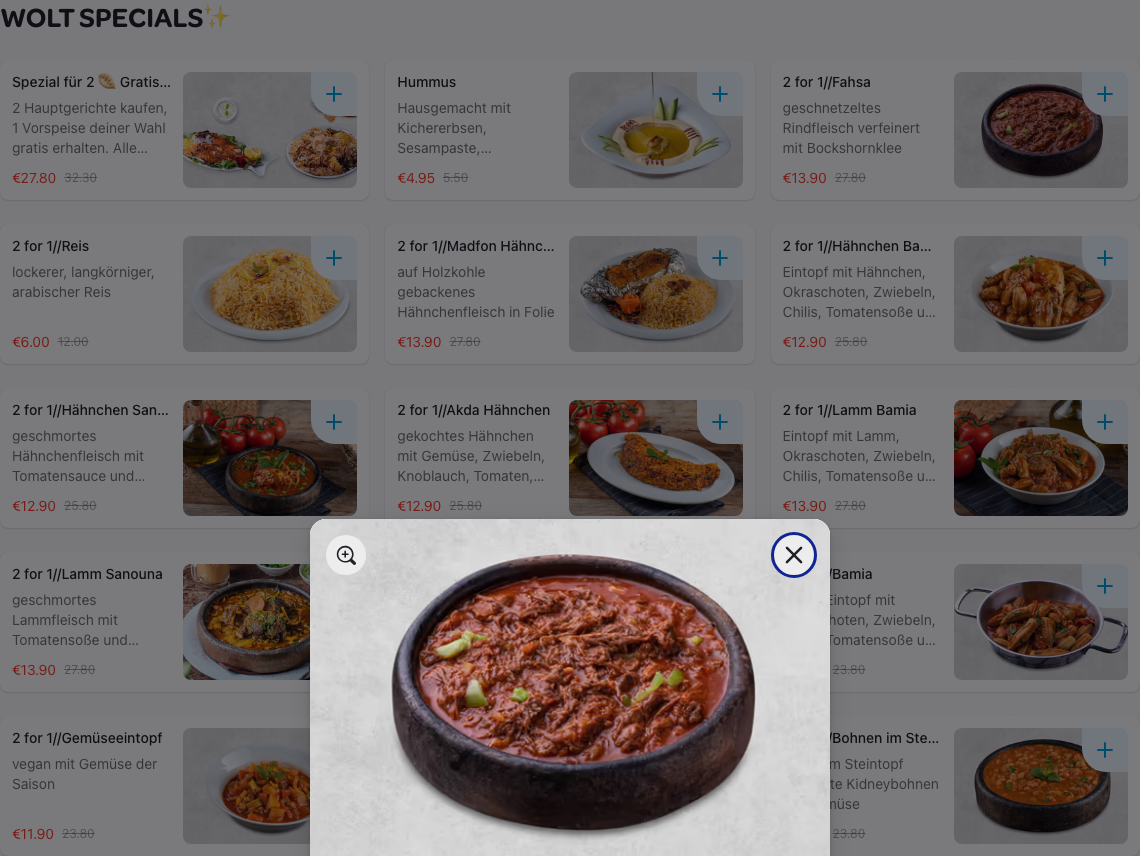 WOLT SPECIALS✨
Spezial für 2 🫓 Gratis...
2 Hauptgerichte kaufen,
1 Vorspeise deiner Wahl
gratis erhalten. Alle...
€27.80 32.30
Hummus
Hausgemacht mit
Kichererbsen,
Sesampaste,...
€4.95 5.50
2 for 1//Fahsa
geschnetzeltes
Rindfleisch verfeinert
mit Bockshornklee
€13.90 27.80
2 for 1//Reis
lockerer, langkörniger,
arabischer Reis
€6.00 12.00
2 for 1//Madfon Hähnc...
auf Holzkohle
gebackenes
Hähnchenfleisch in Folie
€13.90 27.80
2 for 1//Hähnchen Ba...
Eintopf mit Hähnchen,
Okraschoten, Zwiebeln,
Chilis, Tomatensoße u...
€12.90 25.80
2 for 1//Hähnchen San...
geschmortes
Hähnchenfleisch mit
Tomatensauce und...
€12.90 25.80
2 for 1//Akda Hähnchen
gekochtes Hähnchen
mit Gemüse, Zwiebeln,
Knoblauch, Tomaten,...
€12.90 25.80
2 for 1//Lamm Bamia
Eintopf mit Lamm,
Okraschoten, Zwiebeln,
Chilis, Tomatensoße u...
€13.90 27.80
2 for 1//Lamm Sanouna
geschmortes
Lammfleisch mit
Tomatensoße und...
€13.90 27.80
/Bamia
Eintopf mit
hoten, Zwiebeln,
Tomatensoße u...
23.80
2 for 1//Gemüseeintopf
vegan mit Gemüse der
Saison
€11.90 23.80
/Bohnen im Ste...
m Steintopf
te Kidneybohnen
müse
23.80